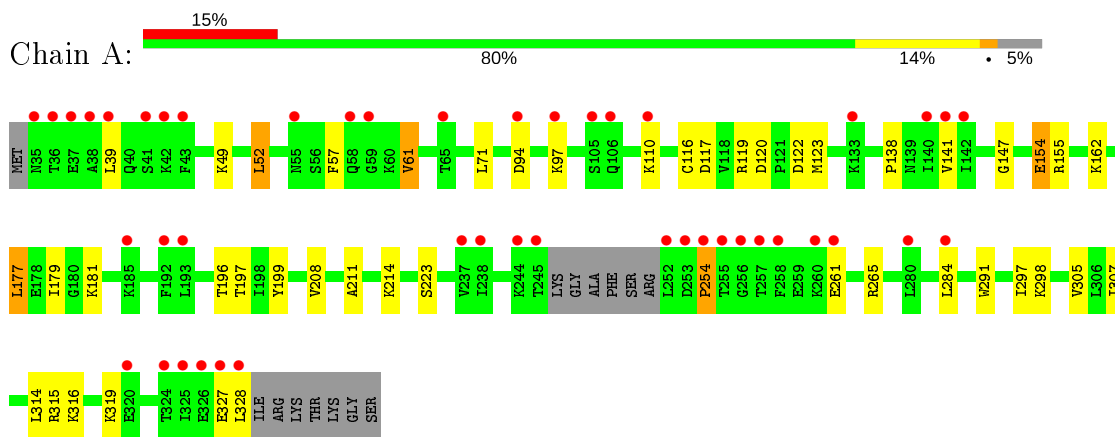 15%
Chain A:
80% 14% • 5%
MET N35 T36 E37 A38 L39 Q40 S41 K42 F43 K49 L52 N55 S56 F57 Q58 G59 K60 V61 T65 L71 D94 K97 S105 Q106 K110 C116 D117 V118 R119 D120 P121 D122 M123 K133 P138 N139 I140 V141 I142 G147 E154 R155 K162
L177 E178 I179 G180 K181 K185 F192 L193 T196 T197 I198 Y199 V208 A211 K214 S223 V237 I238 K244 T245 LYS GLY ALA PHE SER ARG L252 D253 P254 T255 G256 T257 F258 E259 K260 E261 R265 L280 L284 W291 I297 K298 V305 L306 I307
L314 R315 K316 K319 E320 T324 I325 E326 E327 L328 ILE ARG LYS THR LYS GLY SER